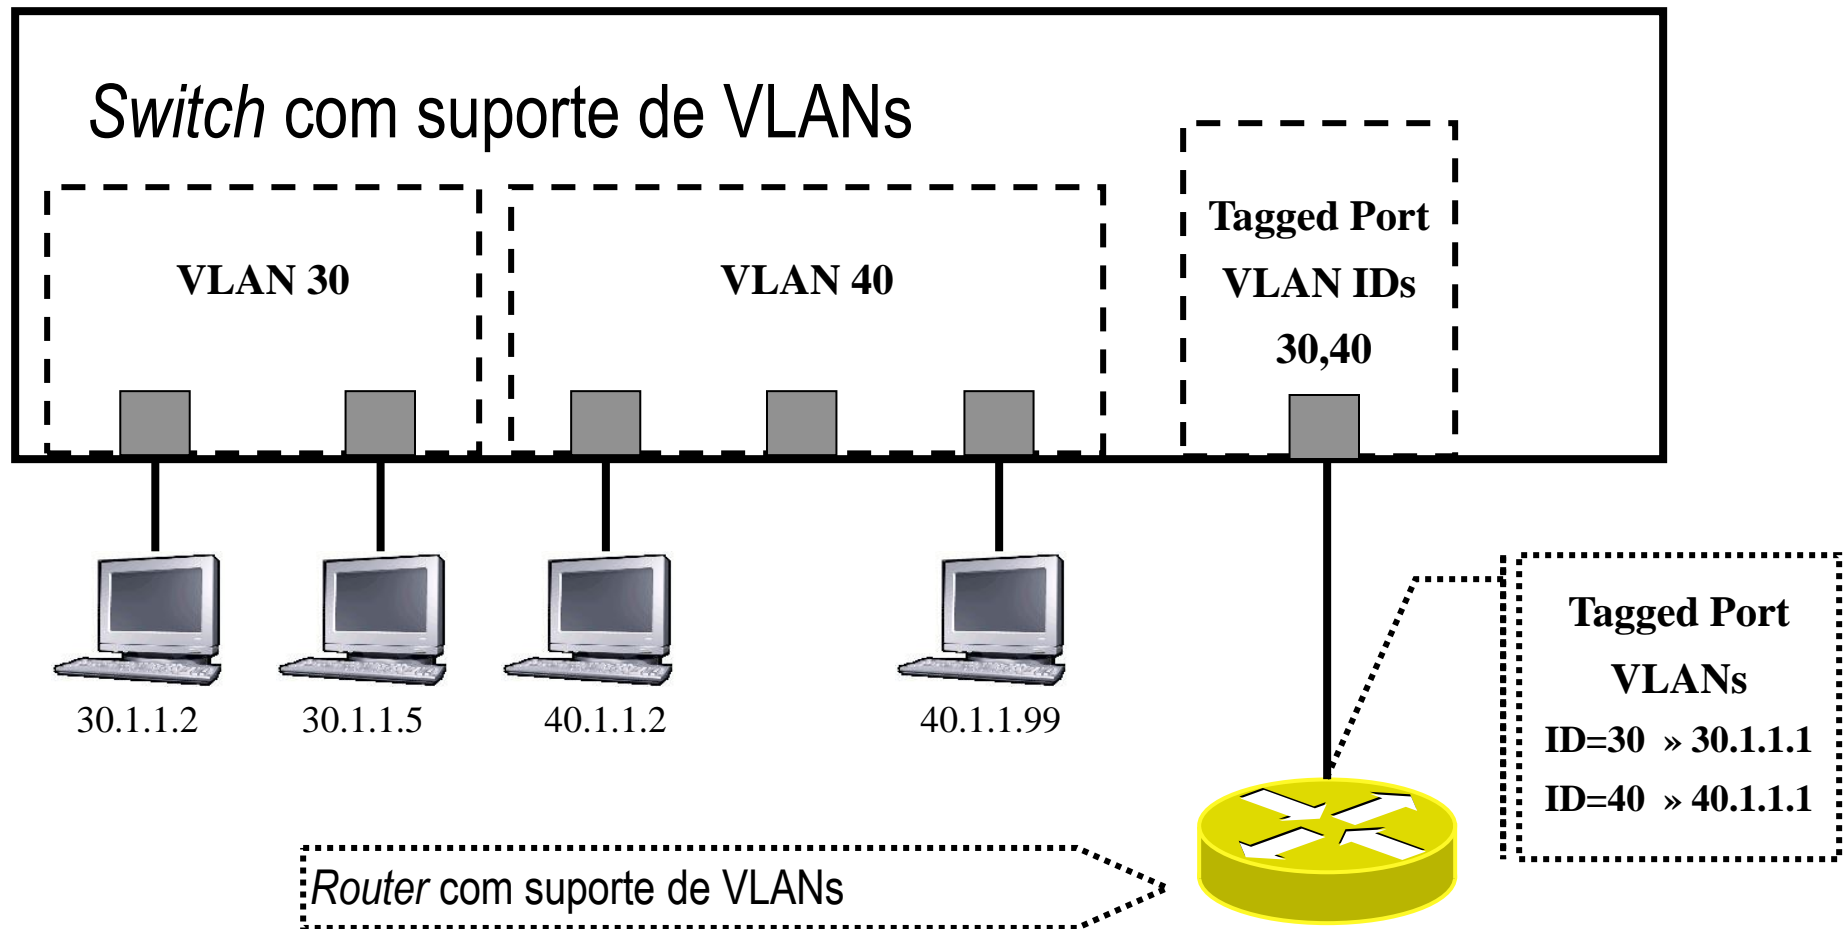 Switch com suporte de VLANs
VLAN 30
VLAN 40
Tagged Port
VLAN IDs
30,40
30.1.1.2
30.1.1.5
40.1.1.2
40.1.1.99
Tagged Port
VLANs
ID=30 » 30.1.1.1
ID=40 » 40.1.1.1
Router com suporte de VLANs